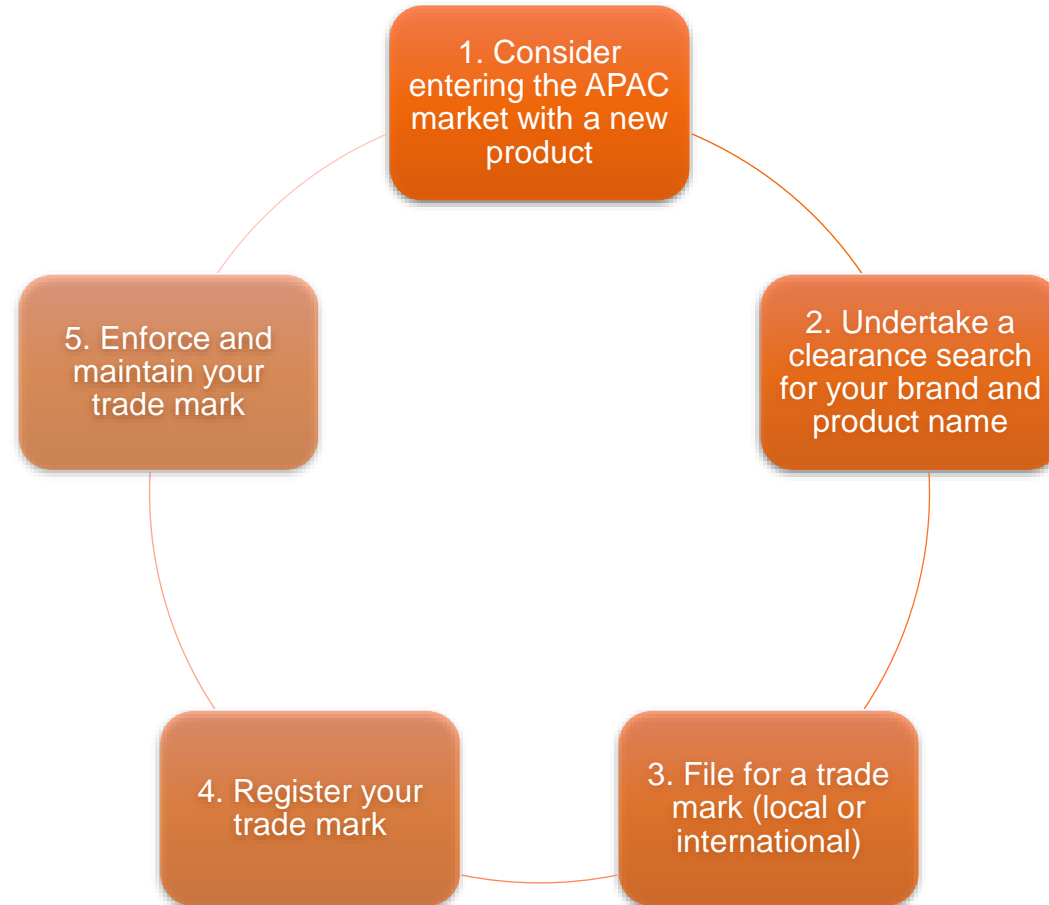 1. Consider
entering the APAC
market with a new
product
2. Undertake a
clearance search
for your brand and
product name
3. File for a trade
mark (local or
international)
4. Register your
trade mark
5. Enforce and
maintain your
trade mark